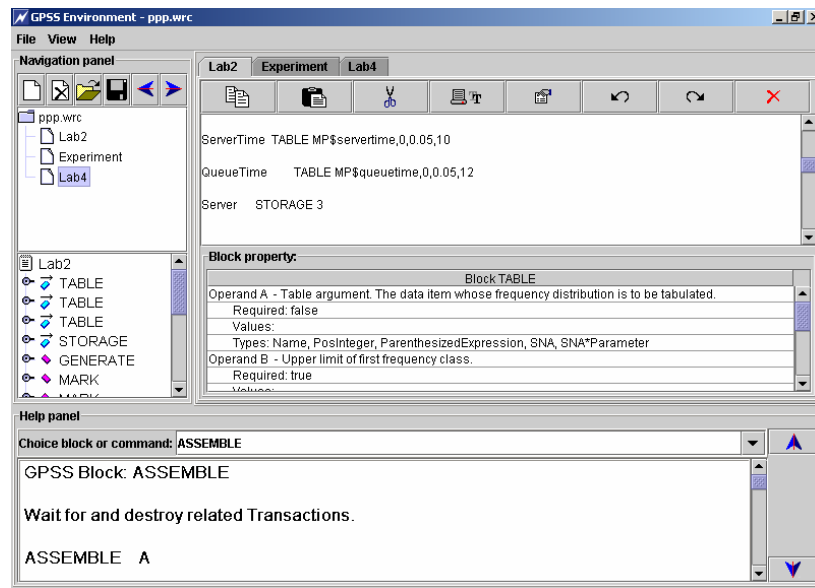 GPSS Environment - ppp.wrc
File View Help
Navigation panel
ppp.wrc
Lab2
Experiment
Lab4
Lab2
TABLE
TABLE
TABLE
STORAGE
GENERATE
MARK
Lab2 Experiment Lab4
ServerTime TABLE MP$servertime,0,0.05,10
QueueTime TABLE MP$queuetime,0,0.05,12
Server STORAGE 3
Block property:
Block TABLE
Operand A - Table argument. The data item whose frequency distribution is to be tabulated.
Required: false
Values:
Types: Name, PosInteger, ParenthesizedExpression, SNA, SNA*Parameter
Operand B - Upper limit of first frequency class.
Required: true
Values:
Help panel
Choice block or command: ASSEMBLE
GPSS Block: ASSEMBLE
Wait for and destroy related Transactions.
ASSEMBLE A